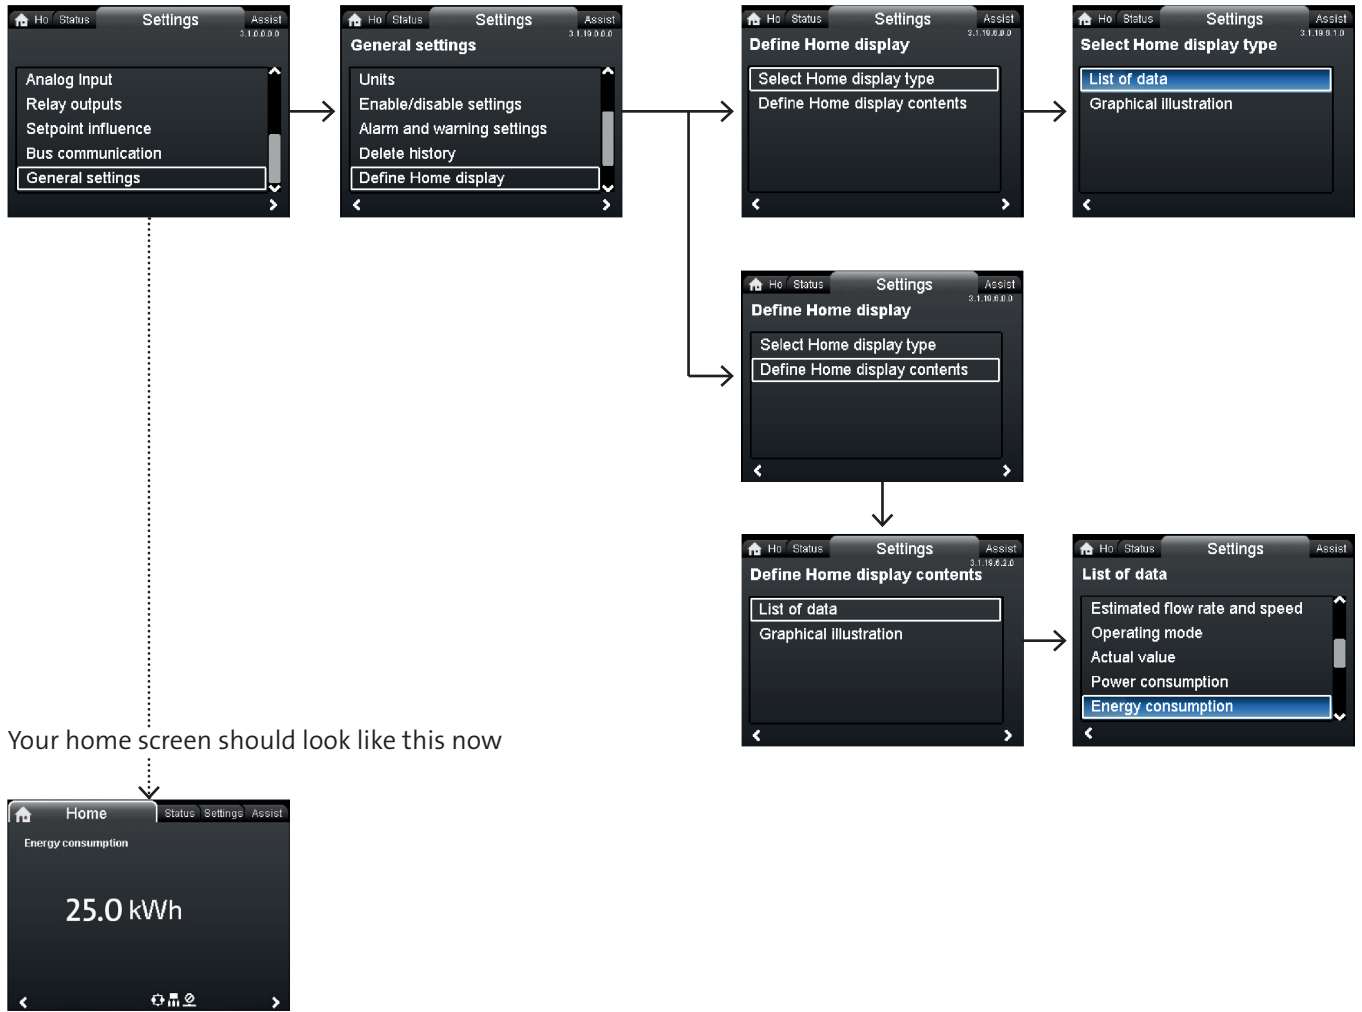 Ho Status Settings Assist
3.1.0.0.0.0
Analog Input
Relay outputs
Setpoint influence
Bus communication
General settings
Ho Status Settings Assist
3.1.19.0.0.0
General settings
Units
Enable/disable settings
Alarm and warning settings
Delete history
Define Home display
Ho Status Settings Assist
3.1.19.6.0.0
Define Home display
Select Home display type
Define Home display contents
Ho Status Settings Assist
3.1.19.6.1.0
Select Home display type
List of data
Graphical illustration
Ho Status Settings Assist
3.1.19.6.0.0
Define Home display
Select Home display type
Define Home display contents
Ho Status Settings Assist
3.1.19.6.2.0
Define Home display contents
List of data
Graphical illustration
Ho Status Settings Assist
List of data
Estimated flow rate and speed
Operating mode
Actual value
Power consumption
Energy consumption
Your home screen should look like this now
Home Status Settings Assist
Energy consumption
25.0 kWh